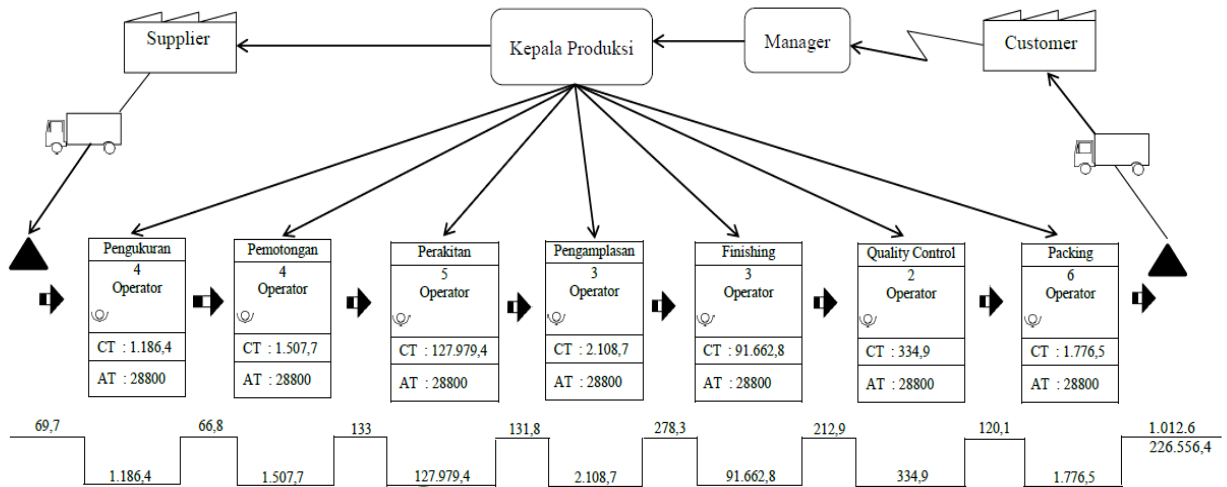 Supplier
Kepala Produksi
Manager
Customer
Pengukuran
4
Operator
CT : 1.186,4
AT : 28800
Pemotongan
4
Operator
CT : 1.507,7
AT : 28800
Perakitan
5
Operator
CT : 127.979,4
AT : 28800
Pengamplasan
3
Operator
CT : 2.108,7
AT : 28800
Finishing
3
Operator
CT : 91.662,8
AT : 28800
Quality Control
2
Operator
CT : 334,9
AT : 28800
Packing
6
Operator
CT : 1.776,5
AT : 28800
69,7
66,8
133
131,8
278,3
212,9
120,1
1.012.6
226.556,4
1.186,4
1.507,7
127.979,4
2.108,7
91.662,8
334,9
1.776,5